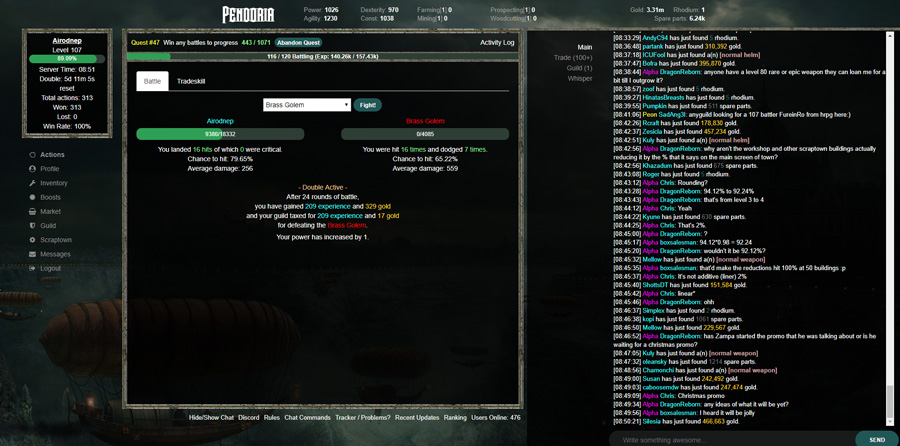 PENDORIA
Power: 1026 Dexterity: 970 Farming[1] 0 Prospecting[1] 0 Gold: 3.31m Rhodium: 1
Agility: 1230 Const: 1038 Mining[1] 0 Woodcutting[1] 0 Spare parts: 6.24k
Airodnep
Level 107
89.00%
Server Time: 08:51
Double: 5d 11m 5s
reset
Total actions: 313
Won: 313
Lost: 0
Win Rate: 100%
Actions
Profile
Inventory
Boosts
Market
Guild
Scraptown
Messages
Logout
Quest #47 Win any battles to progress 443 / 1071 Abandon Quest Activity Log
116 / 120 Battling (Exp: 140.26k / 157.43k)
Battle Tradeskill
Brass Golem Fight!
Airodnep Brass Golem
9380/18332 0/4085
You landed 16 hits of which 0 were critical. You were hit 16 times and dodged 7 times.
Chance to hit: 79.65% Chance to hit: 65.22%
Average damage: 256 Average damage: 559
- Double Active -
After 24 rounds of battle,
you have gained 209 experience and 329 gold
and your guild taxed for 209 experience and 17 gold
for defeating the Brass Golem.
Your power has increased by 1.
Hide/Show Chat Discord Rules Chat Commands Tracker / Problems? Recent Updates Ranking Users Online: 476
Main
Trade (100+)
Guild (1)
Whisper
[08:33:29] AndyC94 has just found 5 rhodium.
[08:36:48] partank has just found 310,392 gold.
[08:37:18] ICUFool has just found a(n) [normal helm]
[08:37:47] Bofra has just found 395,870 gold.
[08:38:44] Alpha DragonReborn: anyone have a level 80 rare or epic weapon they can loan me for a
bit till I outgrow it?
[08:38:57] zoof has just found 5 rhodium.
[08:39:27] HinatasBreasts has just found 5 rhodium.
[08:39:55] Pumpkin has just found 511 spare parts.
[08:41:06] Peon SadAng3l: anyguild looking for a 107 battler FureinRo from hrpg here:)
[08:42:26] Rcraft has just found 178,830 gold.
[08:42:37] Zesicla has just found 457,234 gold.
[08:42:51] Kuly has just found a(n) [normal helm]
[08:42:56] Alpha DragonReborn: why aren't the workshop and other scraptown buildings actually
reducing it by the % that it says on the main screen of town?
[08:42:56] Khazadum has just found 675 spare parts.
[08:43:08] Roger has just found 5 rhodium.
[08:43:12] Alpha Chris: Rounding?
[08:43:28] Alpha DragonReborn: 94.12% to 92.24%
[08:43:43] Alpha DragonReborn: that's from level 3 to 4
[08:44:12] Alpha Chris: Yeah
[08:44:22] Kyune has just found 630 spare parts.
[08:44:25] Alpha Chris: That's 2%.
[08:45:00] Alpha DragonReborn: ?
[08:45:17] Alpha boxsalesman: 94.12*0.98 = 92.24
[08:45:20] Alpha DragonReborn: wouldn't it be 92.12%?
[08:45:32] Mellow has just found a(n) [normal weapon]
[08:45:35] Alpha boxsalesman: that'd make the reductions hit 100% at 50 buildings :p
[08:45:37] Alpha Chris: It's not additive (liner) 2%
[08:45:40] ShottsDT has just found 151,584 gold.
[08:45:42] Alpha Chris: linear*
[08:45:46] Alpha DragonReborn: ohh
[08:46:37] Simplex has just found 2 rhodium.
[08:46:38] kopi has just found 1061 spare parts.
[08:46:50] Mellow has just found 229,567 gold.
[08:46:52] Alpha DragonReborn: has Zampa started the promo that he was talking about or is he
waiting for a christmas promo?
[08:47:05] Kuly has just found a(n) [normal weapon]
[08:47:32] oleansky has just found 1214 spare parts.
[08:48:56] Chamonchi has just found a(n) [normal weapon]
[08:49:00] Susan has just found 242,492 gold.
[08:49:03] caboosemdw has just found 247,474 gold.
[08:49:09] Alpha Chris: Christmas promo
[08:49:34] Alpha DragonReborn: any ideas of what it will be yet?
[08:49:56] Alpha boxsalesman: I heard it will be jolly
[08:50:21] Silesia has just found 466,663 gold.
Write something awesome.. SEND